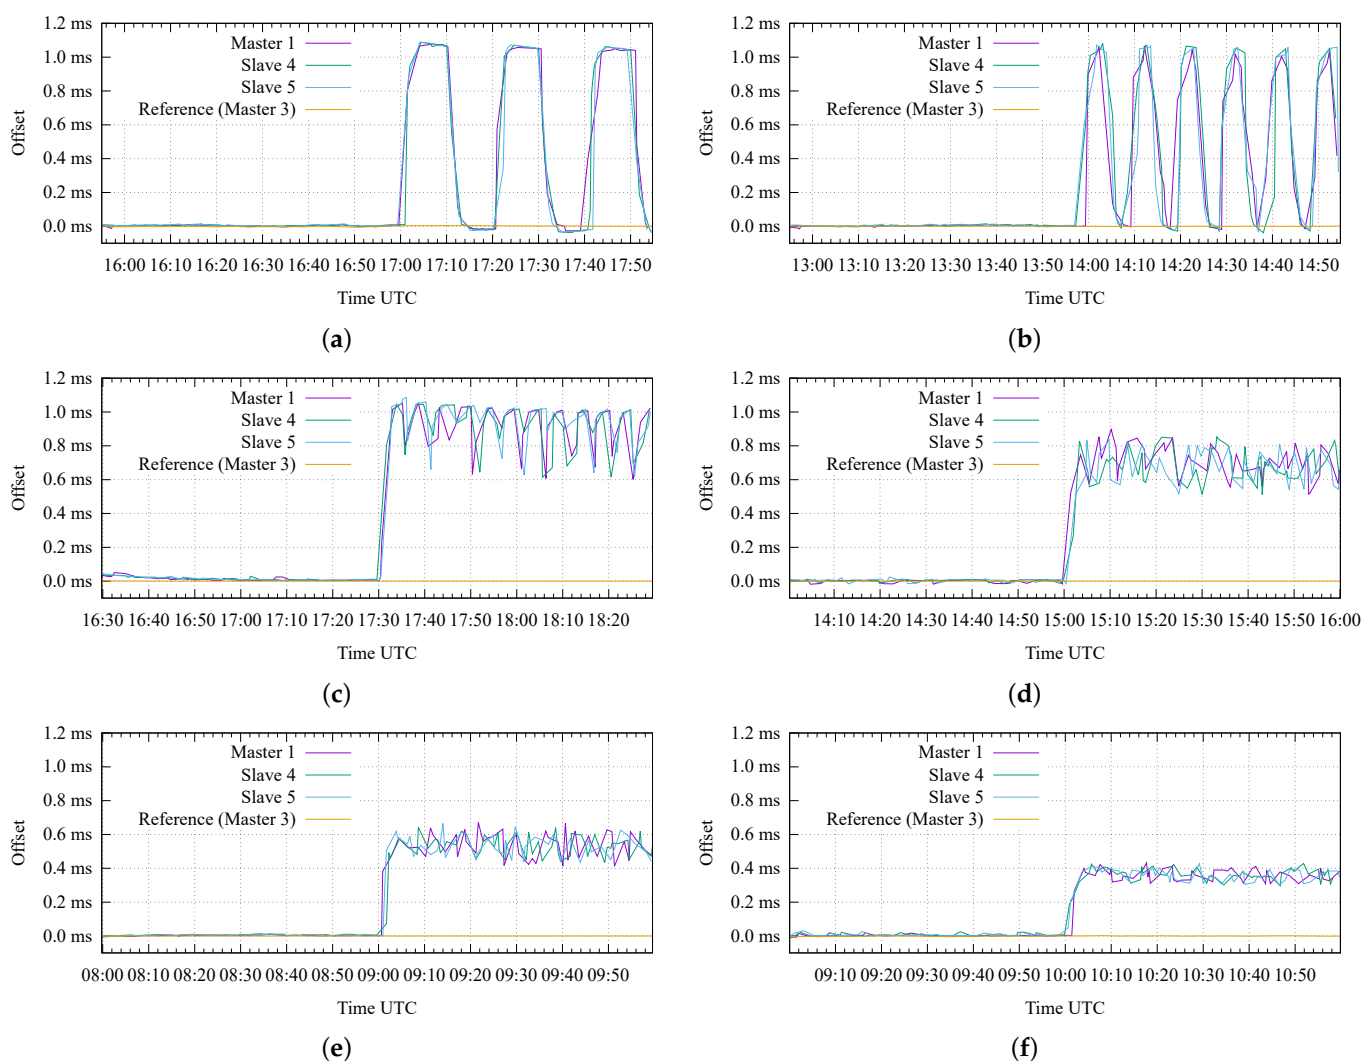 1.2 ms
1.0 ms
0.8 ms
0.6 ms
0.4 ms
0.2 ms
0.0 ms
Offset
Master 1
Slave 4
Slave 5
Reference (Master 3)
16:00 16:10 16:20 16:30 16:40 16:50 17:00 17:10 17:20 17:30 17:40 17:50
Time UTC
(a)
1.2 ms
1.0 ms
0.8 ms
0.6 ms
0.4 ms
0.2 ms
0.0 ms
Offset
Master 1
Slave 4
Slave 5
Reference (Master 3)
13:00 13:10 13:20 13:30 13:40 13:50 14:00 14:10 14:20 14:30 14:40 14:50
Time UTC
(b)
1.2 ms
1.0 ms
0.8 ms
0.6 ms
0.4 ms
0.2 ms
0.0 ms
Offset
Master 1
Slave 4
Slave 5
Reference (Master 3)
16:30 16:40 16:50 17:00 17:10 17:20 17:30 17:40 17:50 18:00 18:10 18:20
Time UTC
(c)
1.2 ms
1.0 ms
0.8 ms
0.6 ms
0.4 ms
0.2 ms
0.0 ms
Offset
Master 1
Slave 4
Slave 5
Reference (Master 3)
14:10 14:20 14:30 14:40 14:50 15:00 15:10 15:20 15:30 15:40 15:50 16:00
Time UTC
(d)
1.2 ms
1.0 ms
0.8 ms
0.6 ms
0.4 ms
0.2 ms
0.0 ms
Offset
Master 1
Slave 4
Slave 5
Reference (Master 3)
08:00 08:10 08:20 08:30 08:40 08:50 09:00 09:10 09:20 09:30 09:40 09:50
Time UTC
(e)
1.2 ms
1.0 ms
0.8 ms
0.6 ms
0.4 ms
0.2 ms
0.0 ms
Offset
Master 1
Slave 4
Slave 5
Reference (Master 3)
09:10 09:20 09:30 09:40 09:50 10:00 10:10 10:20 10:30 10:40 10:50
Time UTC
(f)